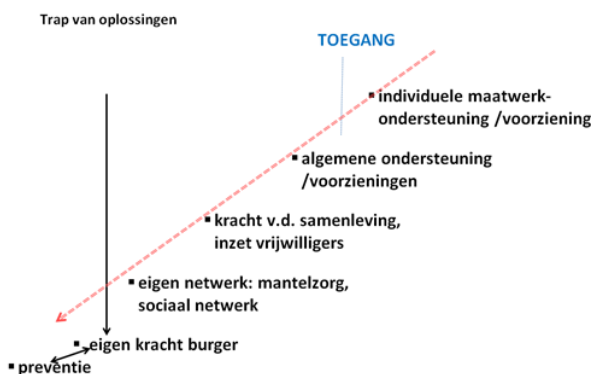 Trap van oplossingen
TOEGANG
▪ individuele maatwerk-
ondersteuning /voorziening
▪ algemene ondersteuning
/voorzieningen
▪ kracht v.d. samenleving,
inzet vrijwilligers
▪ eigen netwerk: mantelzorg,
sociaal netwerk
▪ eigen kracht burger
▪ preventie